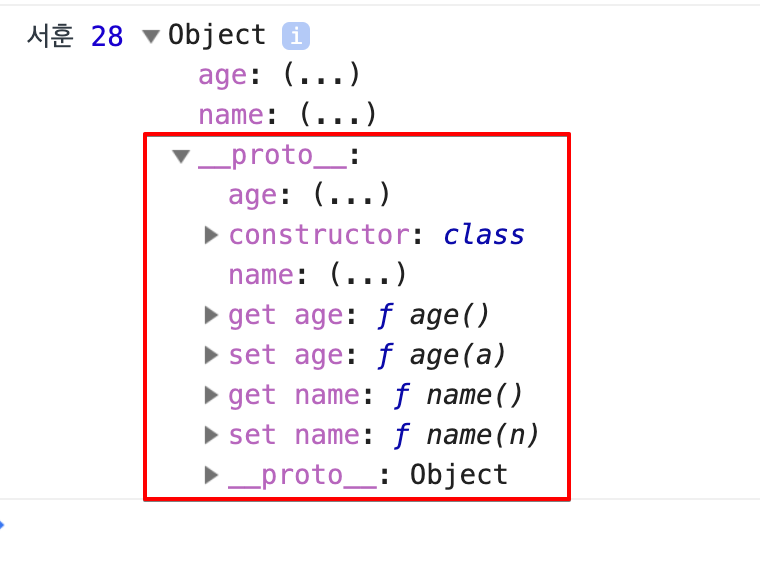 서훈 28 ▼ Object i
age: (...)
name: (...)
▼ __proto__:
age: (...)
▶ constructor: class
name: (...)
▶ get age: ƒ age()
▶ set age: ƒ age(a)
▶ get name: ƒ name()
▶ set name: ƒ name(n)
▶ __proto__: Object